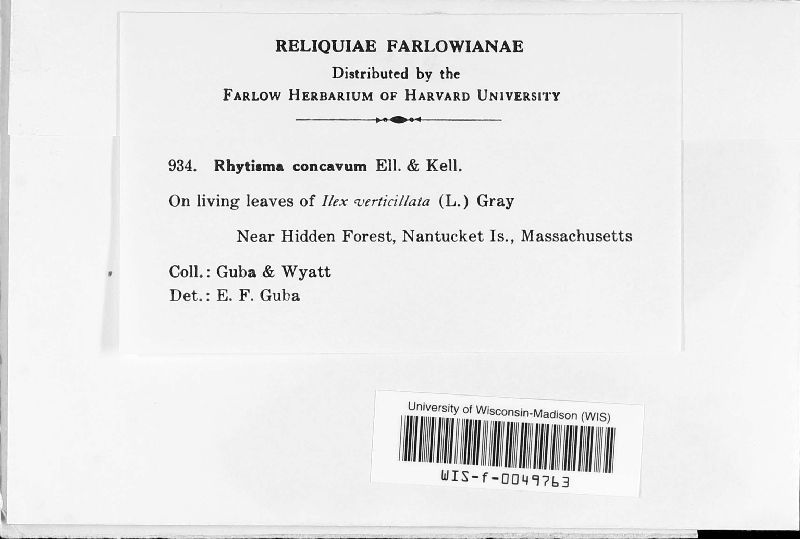 RELIQUIAE FARLOWIANAE
Distributed by the
FARLOW HERBARIUM OF HARVARD UNIVERSITY
934. Rhytisma concavum Ell. & Kell.
On living leaves of Ilex verticillata (L.) Gray
Near Hidden Forest, Nantucket Is., Massachusetts
Coll.: Guba & Wyatt
Det.: E. F. Guba
University of Wisconsin-Madison (WIS)
WIS-f-0049763